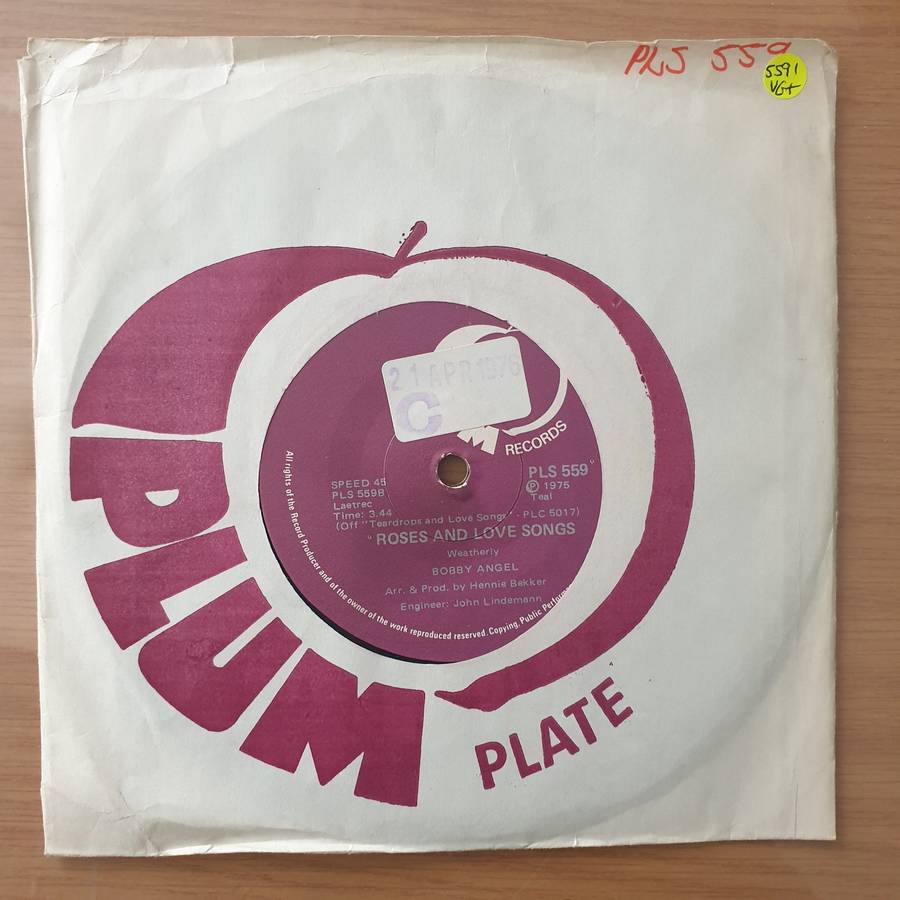 PLS 559
5591
VG+
21 APR 1976
C
M RECORDS
SPEED 45
PLS 559B
Laetrec
Time: 3.44
PLS 559
Ⓟ 1975
Teal
(Off "Teardrops and Love Songs - PLC 5017)
ROSES AND LOVE SONGS
Weatherly
BOBBY ANGEL
Arr. & Prod. by Hennie Bekker
Engineer: John Lindemann
All rights of the Record Producer and of the owner of the work reproduced reserved. Copying, Public
PLUM
PLATE